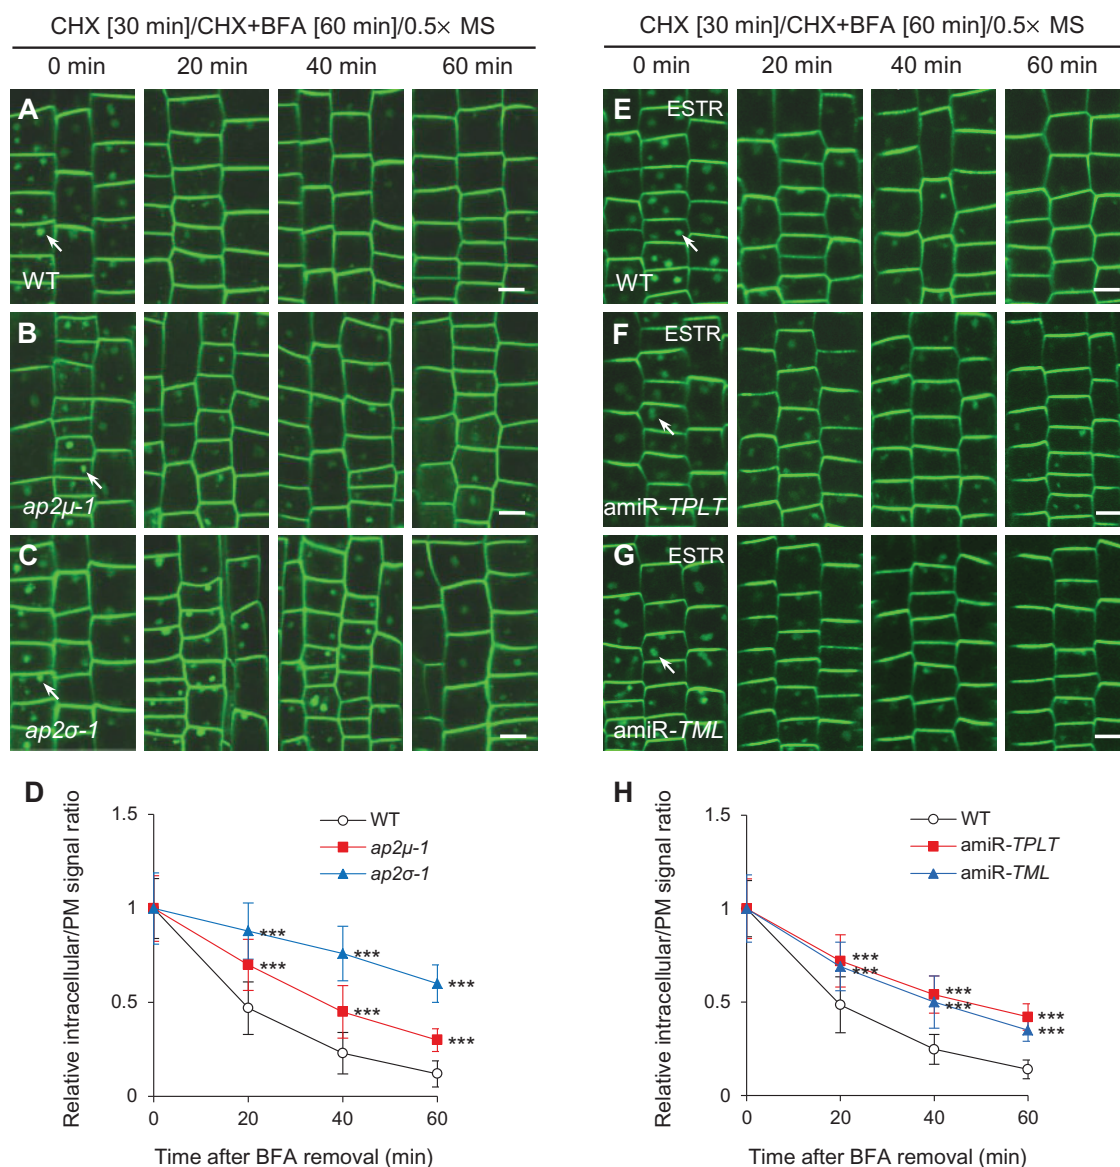 CHX [30 min]/CHX+BFA [60 min]/0.5× MS
0 min 20 min 40 min 60 min
A
WT
B
ap2μ-1
C
ap2σ-1
D
Relative intracellular/PM signal ratio
1.5
1
0.5
0
WT
ap2μ-1
ap2σ-1
***
***
***
***
***
***
0 20 40 60
Time after BFA removal (min)
CHX [30 min]/CHX+BFA [60 min]/0.5× MS
0 min 20 min 40 min 60 min
E ESTR
WT
F ESTR
amiR-TPLT
G ESTR
amiR-TML
H
Relative intracellular/PM signal ratio
1.5
1
0.5
0
WT
amiR-TPLT
amiR-TML
***
***
***
***
***
***
0 20 40 60
Time after BFA removal (min)